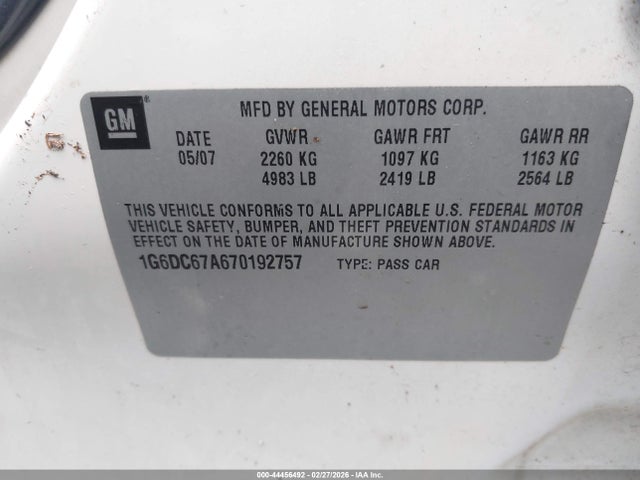 GM®
MFD BY GENERAL MOTORS CORP.
DATE GVWR GAWR FRT GAWR RR
05/07 2260 KG 1097 KG 1163 KG
4983 LB 2419 LB 2564 LB
THIS VEHICLE CONFORMS TO ALL APPLICABLE U.S. FEDERAL MOTOR
VEHICLE SAFETY, BUMPER, AND THEFT PREVENTION STANDARDS IN
EFFECT ON THE DATE OF MANUFACTURE SHOWN ABOVE.
1G6DC67A670192757 TYPE: PASS CAR
000-44456492 - 02/27/2026 - IAA, Inc.